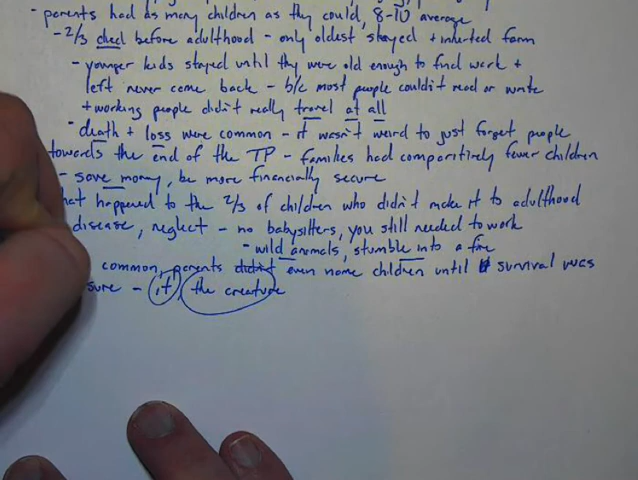 - parents had as many children as they could, 8-10 average
- 2/3 died before adulthood - only oldest stayed + inherited farm
- younger kids stayed until they were old enough to find work +
left never came back - b/c most people couldn't read or write
+ working people didn't really travel at all
- death + loss were common - it wasn't weird to just forget people
towards the end of the TP - families had comparitively fewer children
- save money, be more financially secure
hat happened to the 2/3 of children who didn't make it to adulthood
disease, neglect - no babysitters, you still needed to work
- wild animals, stumble into a fire
common, parents didn't even name children until survival was
sure - it, the creature